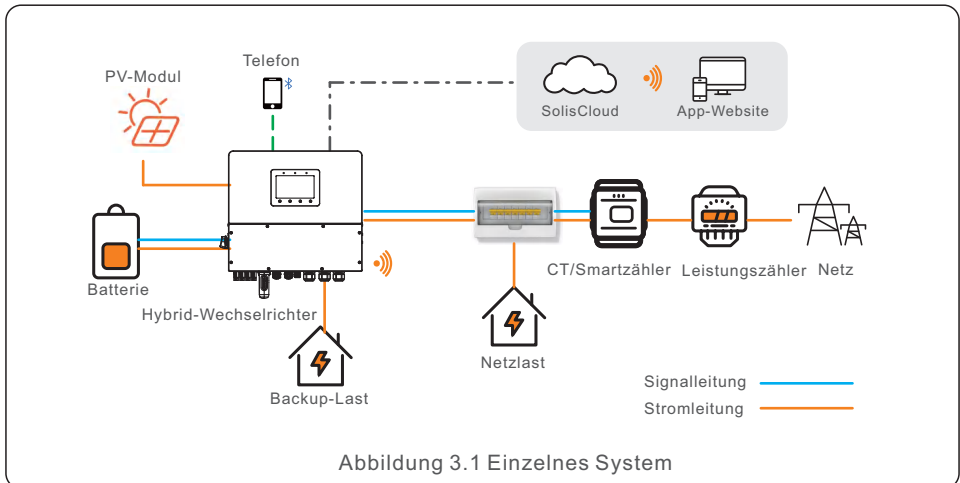 Telefon
PV-Modul
SolisCloud
App-Website
Batterie
CT/Smartzähler
Leistungszähler
Netz
Hybrid-Wechselrichter
Netzlast
Backup-Last
Signalleitung
Stromleitung
Abbildung 3.1 Einzelnes System